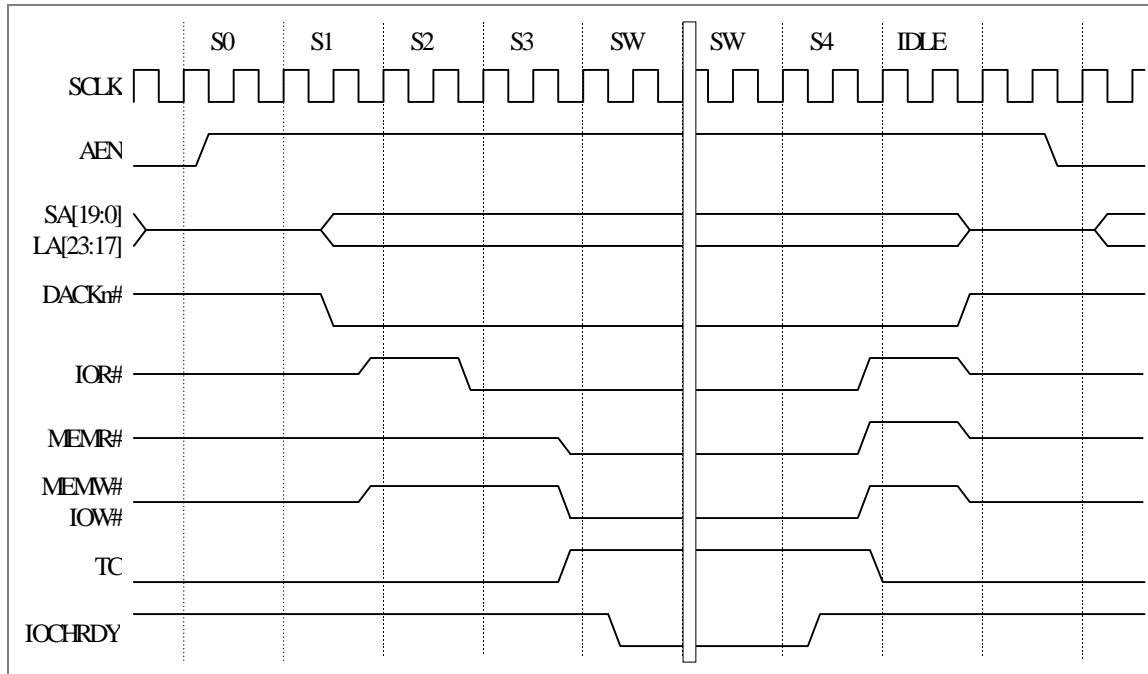 S0 S1 S2 S3 SW SW S4 IDLE
SCLK
AEN
SA[19:0]
LA[23:17]
DACKn#
IOR#
MEMR#
MEMW#
IOW#
TC
IOCHRDY